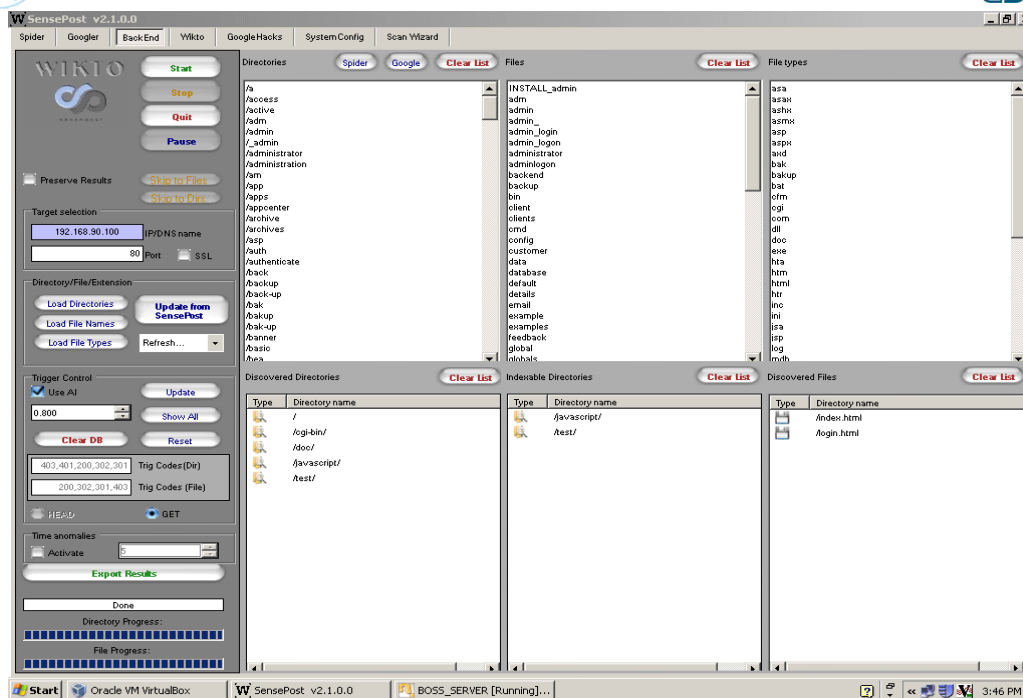 SensePost v2.1.0.0
Spider Googler BackEnd Wikto GoogleHacks SystemConfig Scan Wizard
WIKTO
SENSEPOST
Start
Stop
Quit
Pause
Preserve Results
Skip to Files
Skip to Dirs
Target selection
192.168.90.100 IP/DNS name
80 Port SSL
Directory/File/Extension
Load Directories
Load File Names
Load File Types
Update from SensePost
Refresh...
Trigger Control
Use AI
Update
0.800
Show All
Clear DB
Reset
403,401,200,302,301 Trig Codes(Dir)
200,302,301,403 Trig Codes (File)
HEAD GET
Time anomalies
Activate 5
Export Results
Done
Directory Progress:
File Progress:
Directories Spider Google Clear List
/a
/access
/active
/adm
/admin
/_admin
/administrator
/administration
/am
/app
/apps
/appcenter
/archive
/archives
/asp
/auth
/authenticate
/back
/backup
/back-up
/bak
/bakup
/bak-up
/banner
/basic
/bea
Files Clear List
INSTALL_admin
adm
admin
admin_
admin_login
admin_logon
administrator
adminlogon
backend
backup
bin
client
clients
cmd
config
customer
data
database
default
details
email
example
examples
feedback
global
globals
File types Clear List
asa
asax
ashx
asmx
asp
aspx
axd
bak
bakup
bat
cfm
cgi
com
dll
doc
exe
hta
htm
html
htr
inc
ini
jsa
jsp
log
mdb
Discovered Directories Clear List
Type Directory name
/
/cgi-bin/
/doc/
/javascript/
/test/
Indexable Directories Clear List
Type Directory name
/javascript/
/test/
Discovered Files Clear List
Type Directory name
/index.html
/login.html
Start Oracle VM VirtualBox SensePost v2.1.0.0 BOSS_SERVER [Running]... 3:46 PM